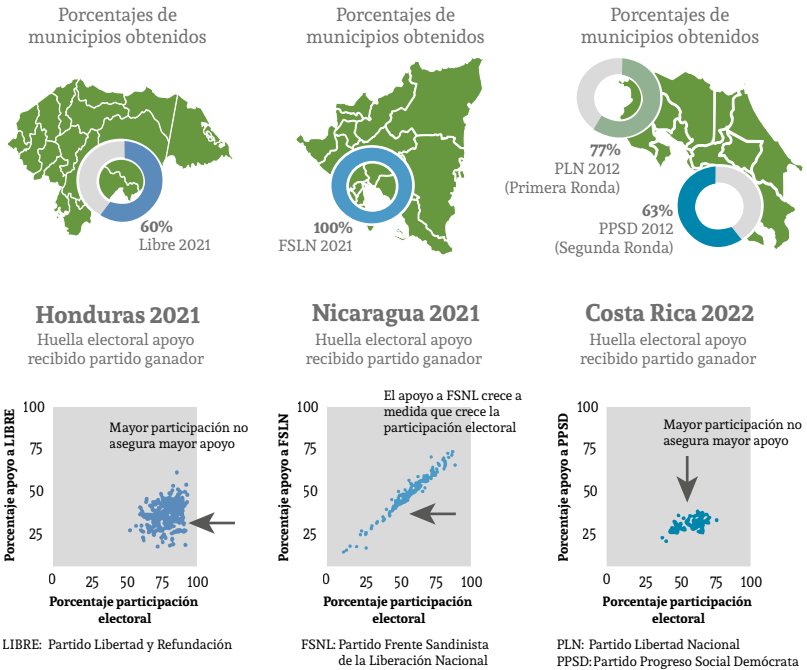 Porcentajes de
municipios obtenidos
60%
Libre 2021
Porcentajes de
municipios obtenidos
100%
FSLN 2021
Porcentajes de
municipios obtenidos
77%
PLN 2012
(Primera Ronda)
63%
PPSD 2012
(Segunda Ronda)
Honduras 2021
Huella electoral apoyo
recibido partido ganador
Porcentaje apoyo a LIBRE
100
75
50
25
Mayor participación no
asegura mayor apoyo
0 25 50 75 100
Porcentaje participación
electoral
LIBRE: Partido Libertad y Refundación
Nicaragua 2021
Huella electoral apoyo
recibido partido ganador
Porcentaje apoyo a FSLN
100
75
50
25
El apoyo a FSNL crece a
medida que crece la
participación electoral
0 25 50 75 100
Porcentaje participación
electoral
FSNL: Partido Frente Sandinista
de la Liberación Nacional
Costa Rica 2022
Huella electoral apoyo
recibido partido ganador
Porcentaje apoyo a PPSD
100
75
50
25
Mayor participación no
asegura mayor apoyo
0 25 50 75 100
Porcentaje participación
electoral
PLN: Partido Libertad Nacional
PPSD: Partido Progreso Social Demócrata